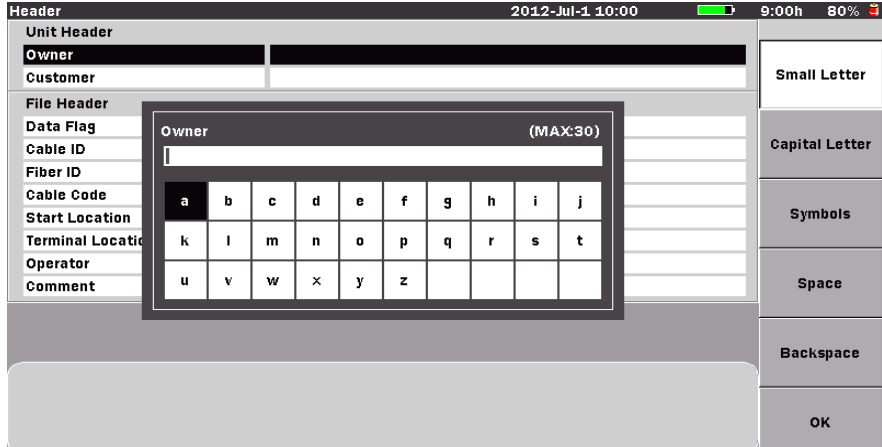 Header 2012-Jul-1 10:00 9:00h 80%
Unit Header
Owner
Customer
File Header
Data Flag
Cable ID
Fiber ID
Cable Code
Start Location
Terminal Locatio
Operator
Comment
Owner (MAX:30)
a b c d e f g h i j
k l m n o p q r s t
u v w x y z
Small Letter
Capital Letter
Symbols
Space
Backspace
OK